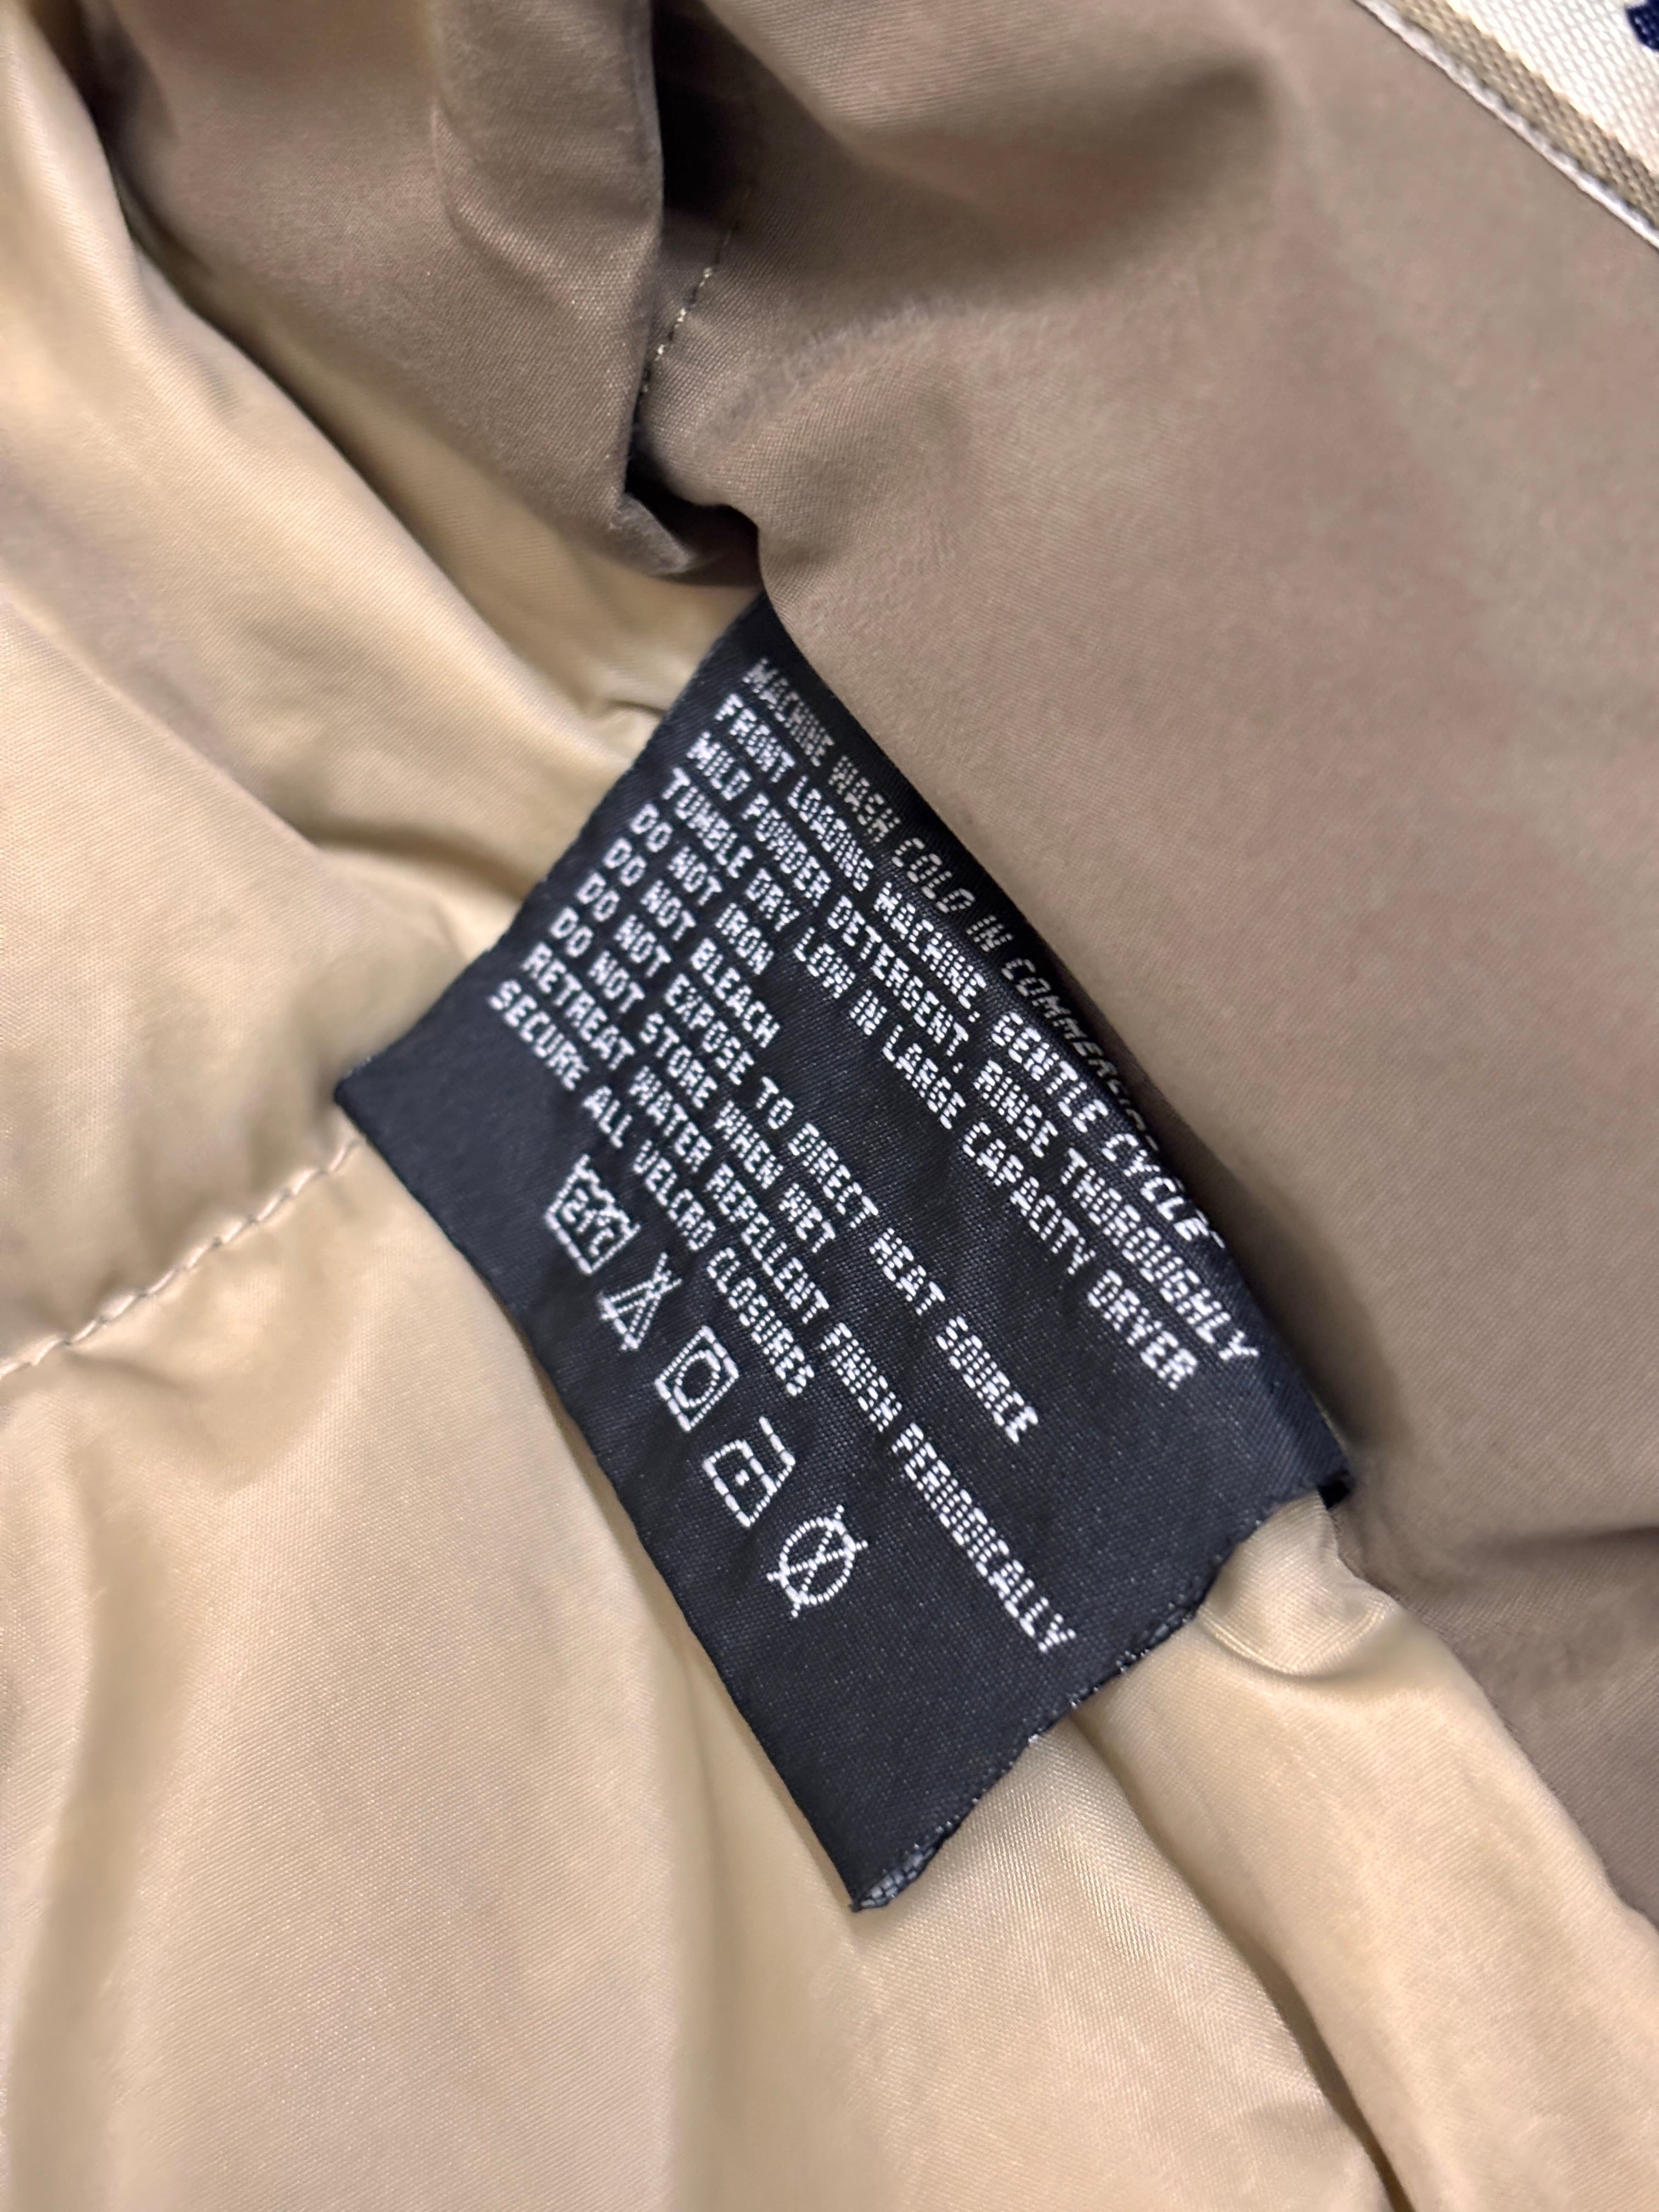 MACHINE WASH COLD IN COMMERCIAL
FRONT LOADING MACHINE, GENTLE CYCLE
MILD POWDER DETERGENT, RINSE THOROUGHLY
TUMBLE DRY LOW IN LARGE CAPACITY DRYER
DO NOT IRON
DO NOT BLEACH
DO NOT EXPOSE TO DIRECT HEAT SOURCE
DO NOT STORE WHEN WET
RETREAT WATER REPELLENT FINISH PERIODICALLY
SECURE ALL VELCRO CLOSURES